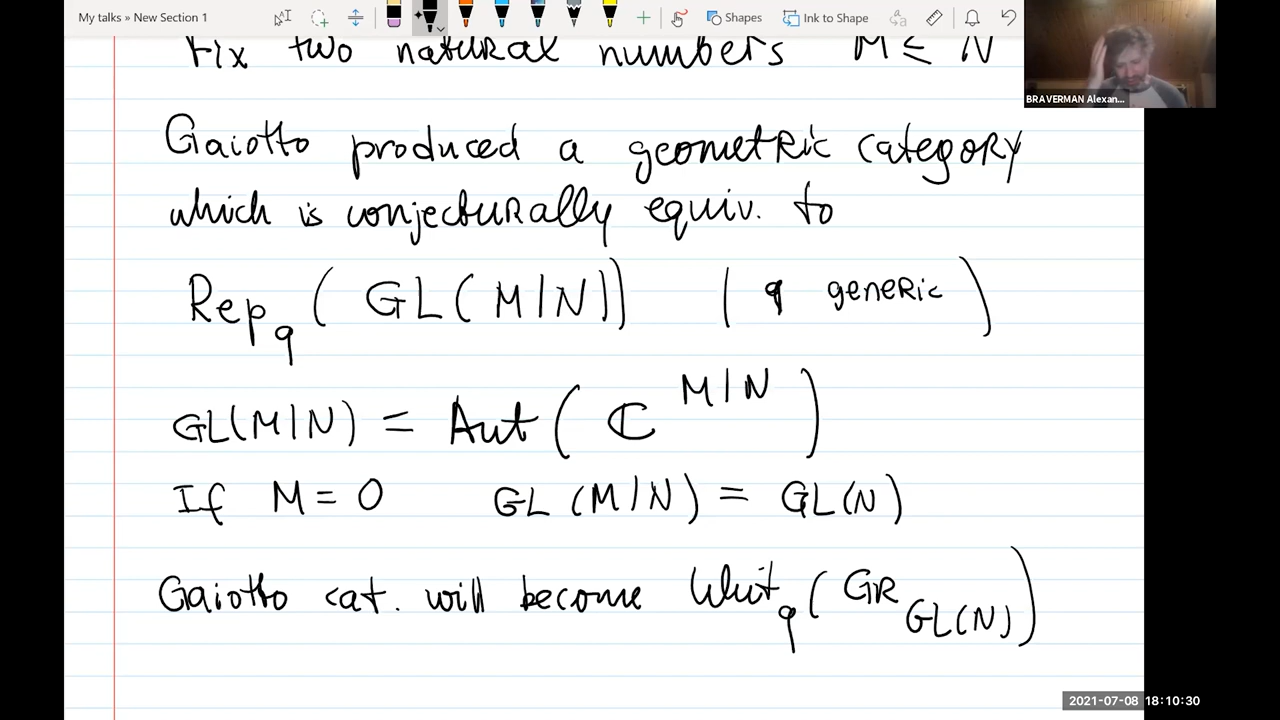 My talks » New Section 1
Shapes
Ink to Shape
BRAVERMAN Alexan...
Fix two natural numbers M ≤ N
Gaiotto produced a geometric category
which is conjecturally equiv. to
Rep_q (GL(M|N)) (q generic)
GL(M|N) = Aut(ℂ^{M|N})
If M = 0 GL(M|N) = GL(N)
Gaiotto cat. will become Whit_q(Gr_{GL(N)})
2021-07-08 18:10:30